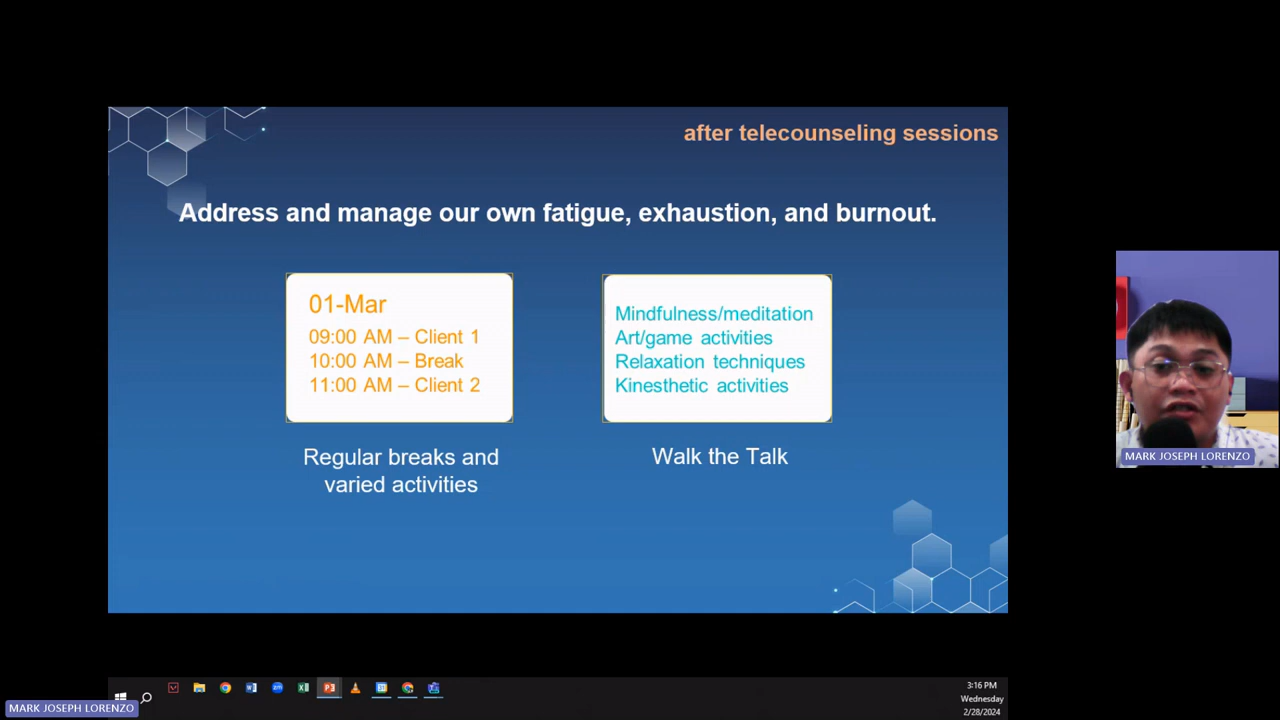 after telecounseling sessions
Address and manage our own fatigue, exhaustion, and burnout.
01-Mar
09:00 AM – Client 1
10:00 AM – Break
11:00 AM – Client 2
Mindfulness/meditation
Art/game activities
Relaxation techniques
Kinesthetic activities
Regular breaks and
varied activities
Walk the Talk
MARK JOSEPH LORENZO
3:16 PM
Wednesday
2/28/2024
MARK JOSEPH LORENZO